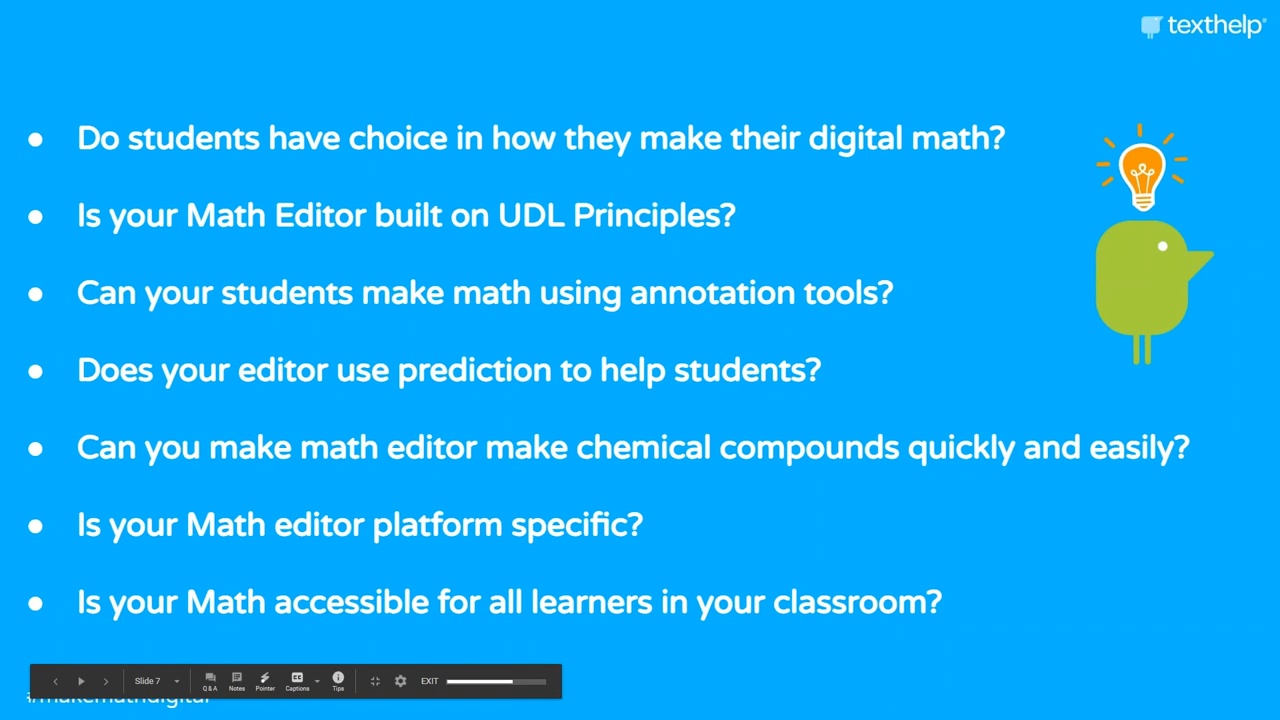 texthelp
Do students have choice in how they make their digital math?
Is your Math Editor built on UDL Principles?
Can your students make math using annotation tools?
Does your editor use prediction to help students?
Can you make math editor make chemical compounds quickly and easily?
Is your Math editor platform specific?
Is your Math accessible for all learners in your classroom?
Slide 7
Q & A
Notes
Pointer
CC
Captions
Tips
EXIT
#makemathdigital